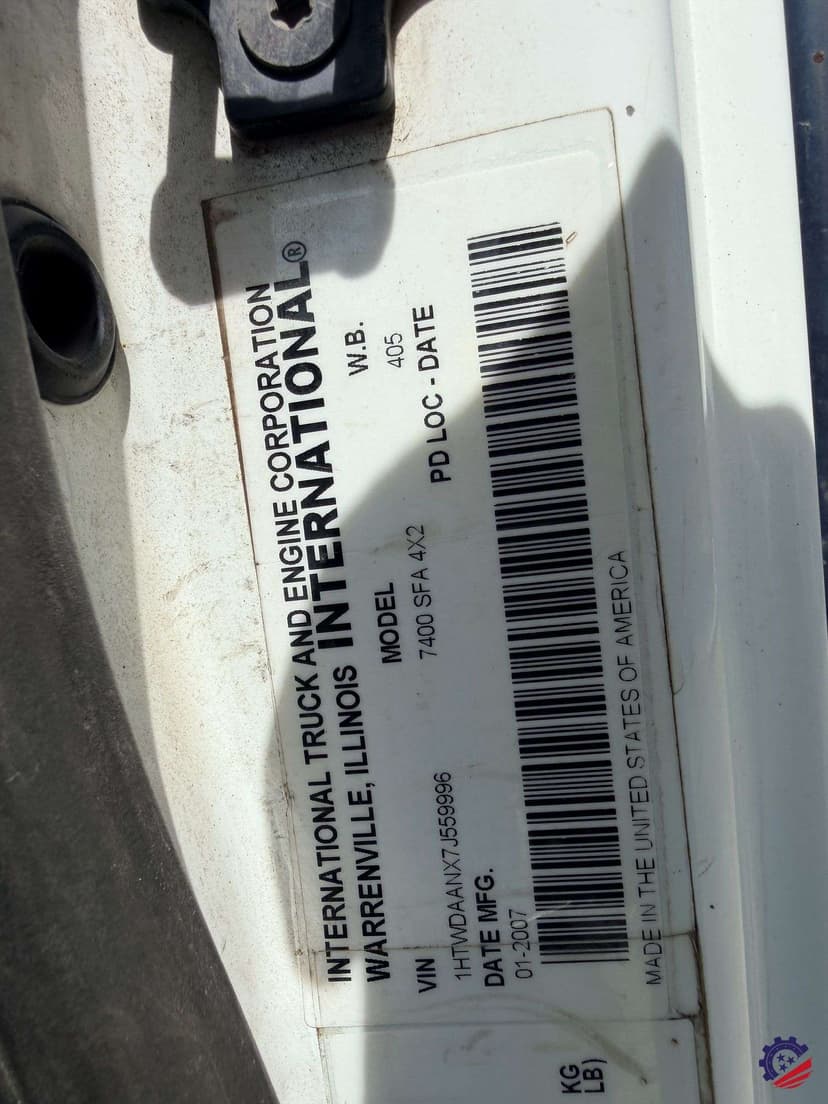 INTERNATIONAL TRUCK AND ENGINE CORPORATION
WARRENVILLE, ILLINOIS INTERNATIONAL®
VIN MODEL W.B.
1HTWDAANX7J559996 7400 SFA 4X2 405
DATE MFG. PD LOC - DATE
01-2007
MADE IN THE UNITED STATES OF AMERICA
KG
LB)